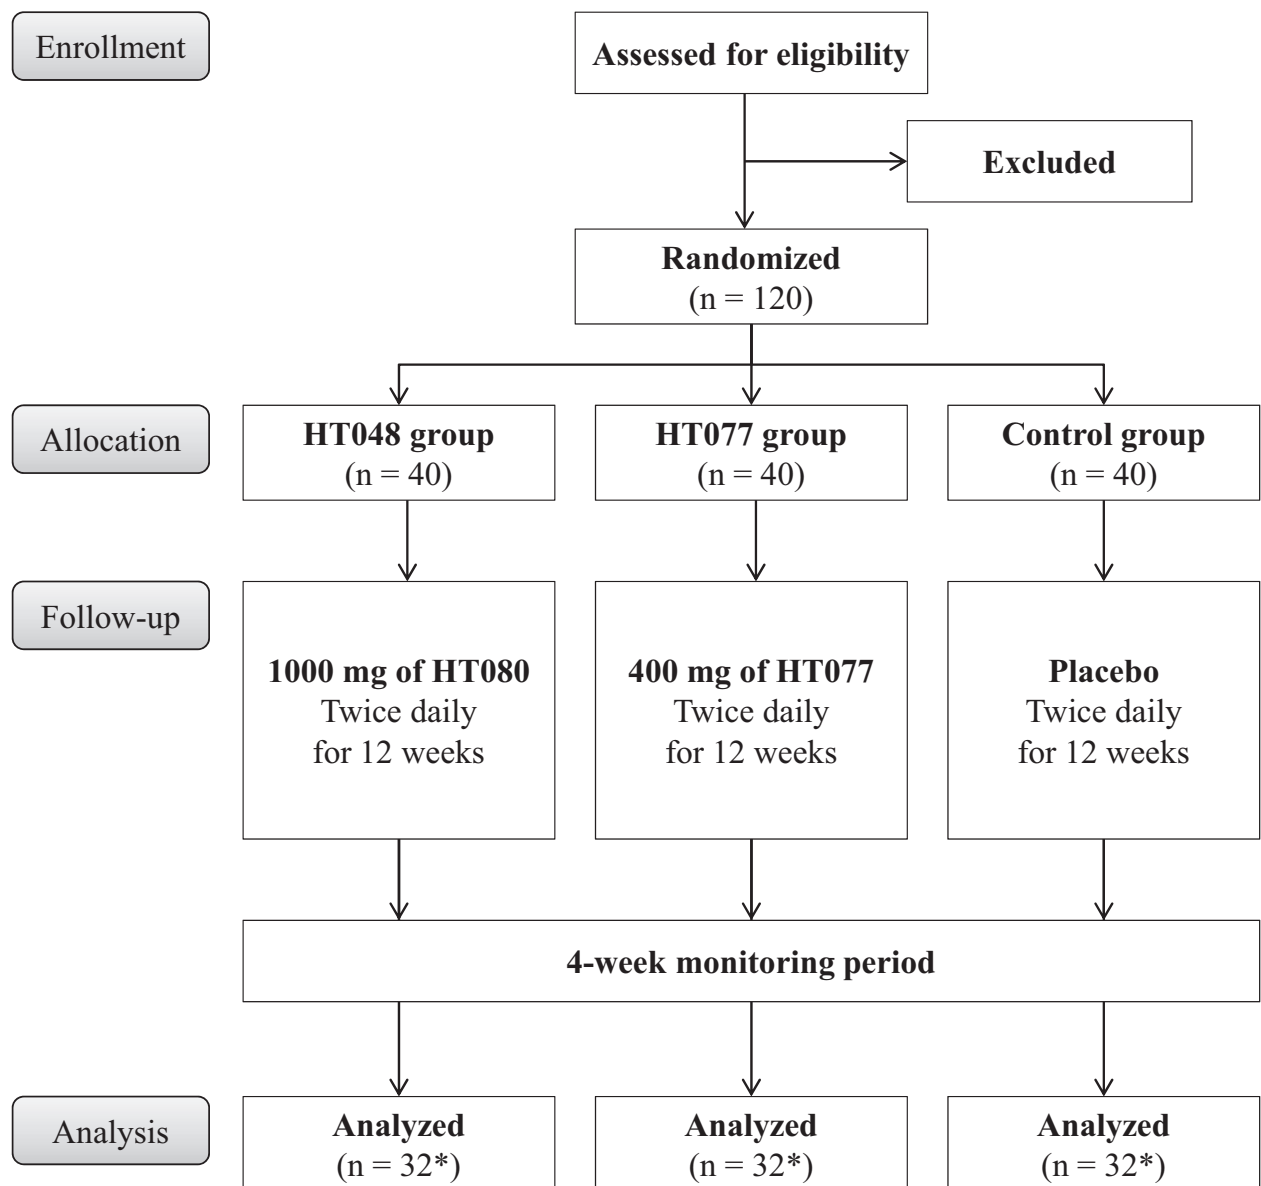 Enrollment
Assessed for eligibility
Excluded
Randomized
(n = 120)
Allocation
HT048 group
(n = 40)
HT077 group
(n = 40)
Control group
(n = 40)
Follow-up
1000 mg of HT080
Twice daily
for 12 weeks
400 mg of HT077
Twice daily
for 12 weeks
Placebo
Twice daily
for 12 weeks
4-week monitoring period
Analysis
Analyzed
(n = 32*)
Analyzed
(n = 32*)
Analyzed
(n = 32*)